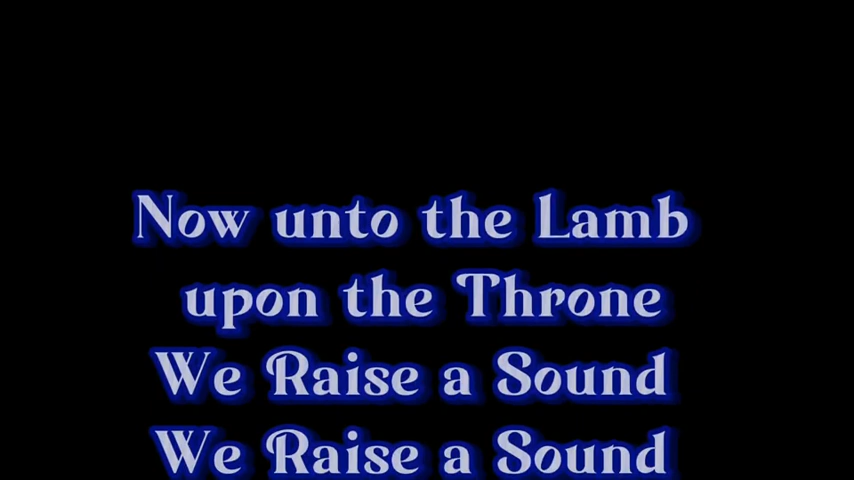 Now unto the Lamb
upon the Throne
We Raise a Sound
We Raise a Sound